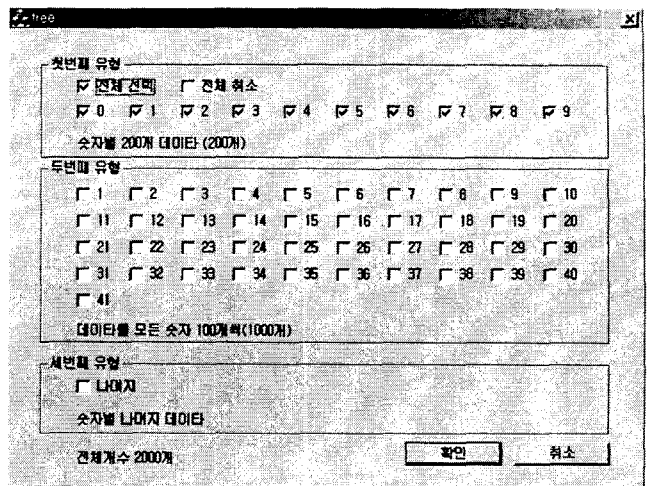 free
첫번째 유형
전체 선택 전체 취소
0 1 2 3 4 5 6 7 8 9
숫자별 200개 데이타 (200개)
두번째 유형
1 2 3 4 5 6 7 8 9 10
11 12 13 14 15 16 17 18 19 20
21 22 23 24 25 26 27 28 29 30
31 32 33 34 35 36 37 38 39 40
41
데이타를 모든 숫자 100개씩(1000개)
세번째 유형
나머지
숫자별 나머지 데이타
전체개수 2000개
확인 취소